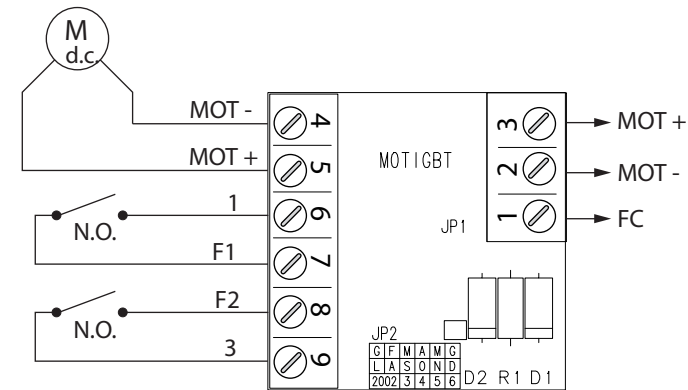 M
d.c.
MOT -
MOT +
1
F1
N.O.
F2
3
N.O.
4
5
6
7
8
9
MOTIGBT
3
2
1
MOT +
MOT -
FC
JP1
JP2
G F M A M G
L A S O N D
2002 3 4 5 6
D2 R1 D1